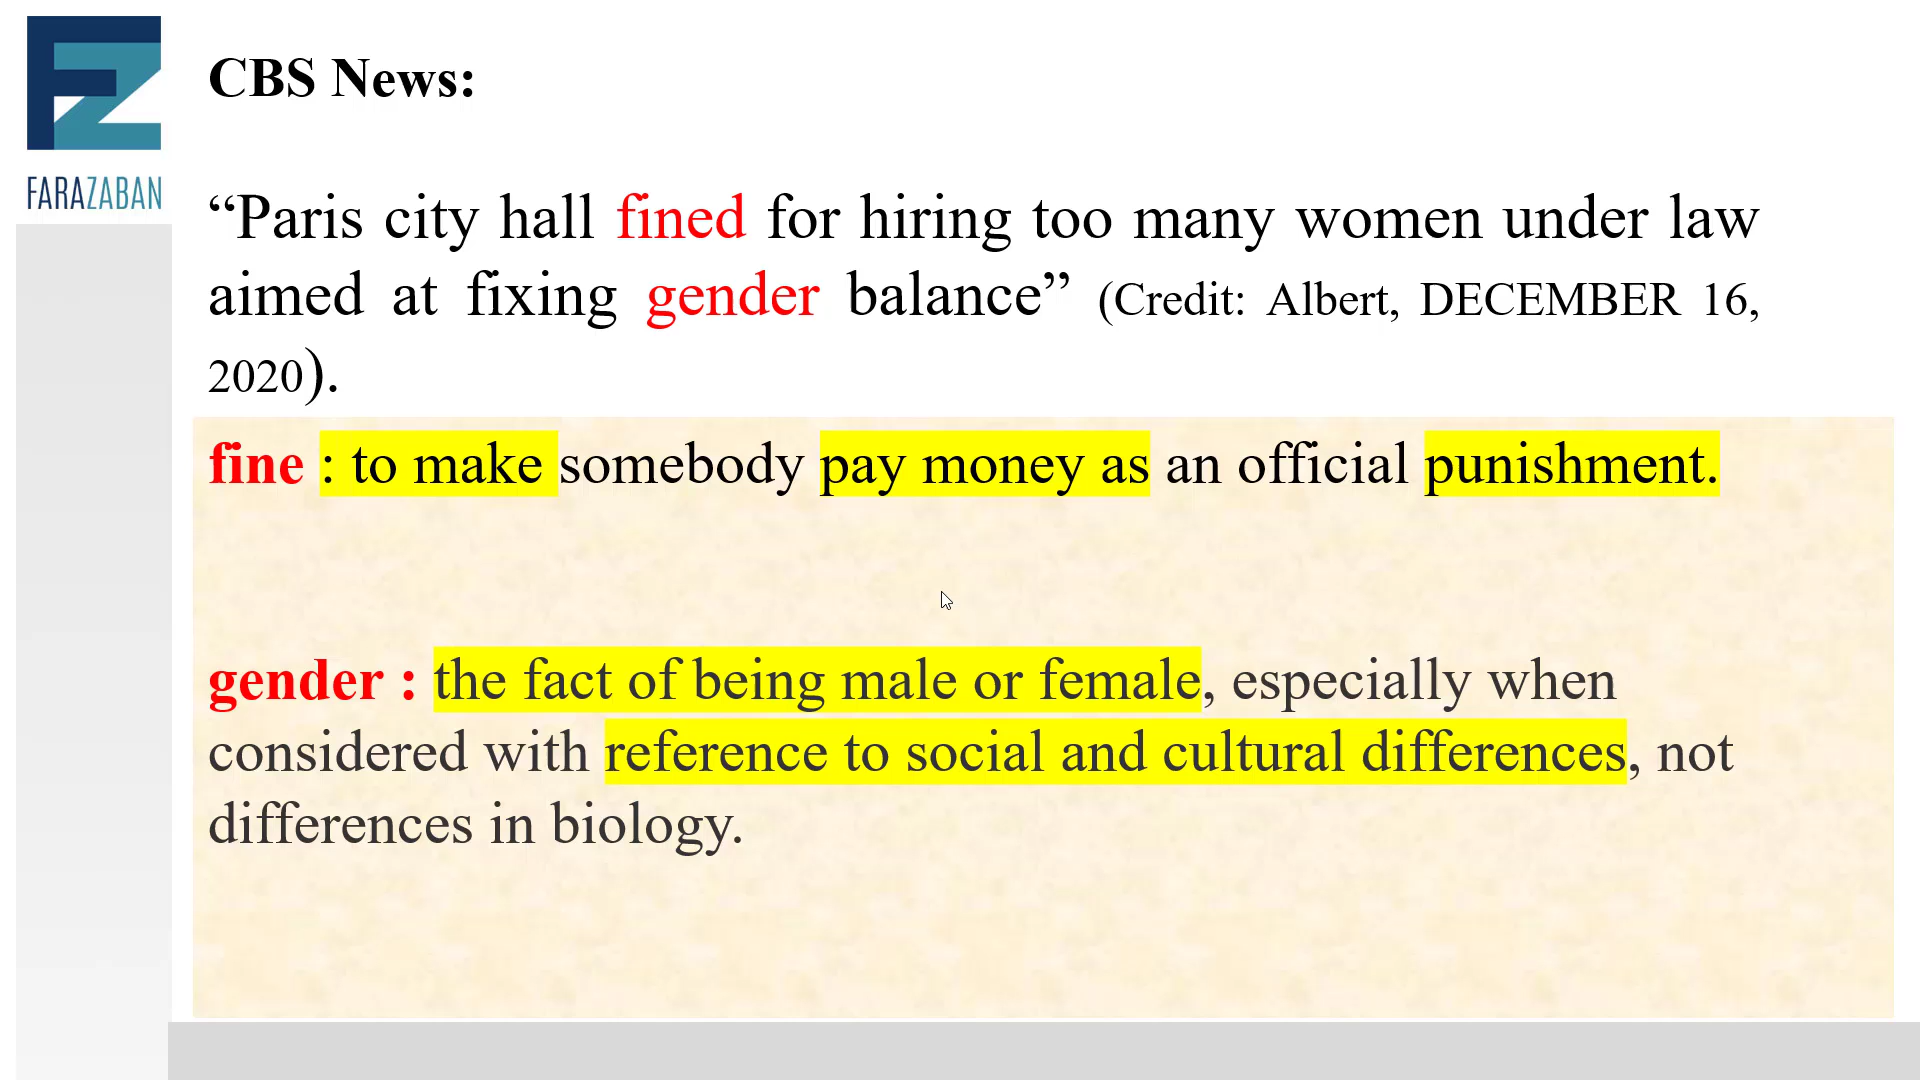 FARAZABAN
CBS News:
“Paris city hall fined for hiring too many women under law
aimed at fixing gender balance” (Credit: Albert, DECEMBER 16,
2020).
fine : to make somebody pay money as an official punishment.
gender : the fact of being male or female, especially when
considered with reference to social and cultural differences, not
differences in biology.